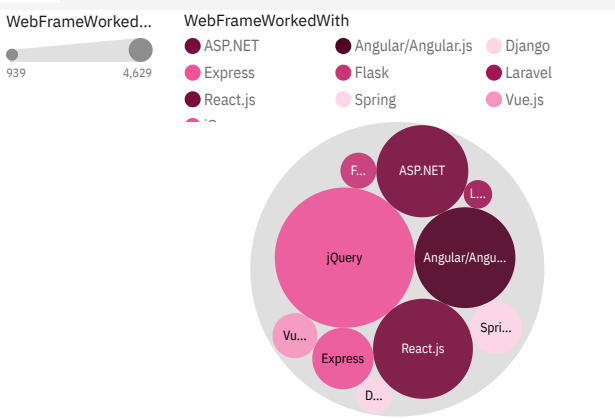 WebFrameWorked...
939
4,629
WebFrameWorkedWith
ASP.NET
Angular/Angular.js
Django
Express
Flask
Laravel
React.js
Spring
Vue.js
F...
ASP.NET
L...
jQuery
Angular/Angu...
Vu...
Spri...
Express
React.js
D...